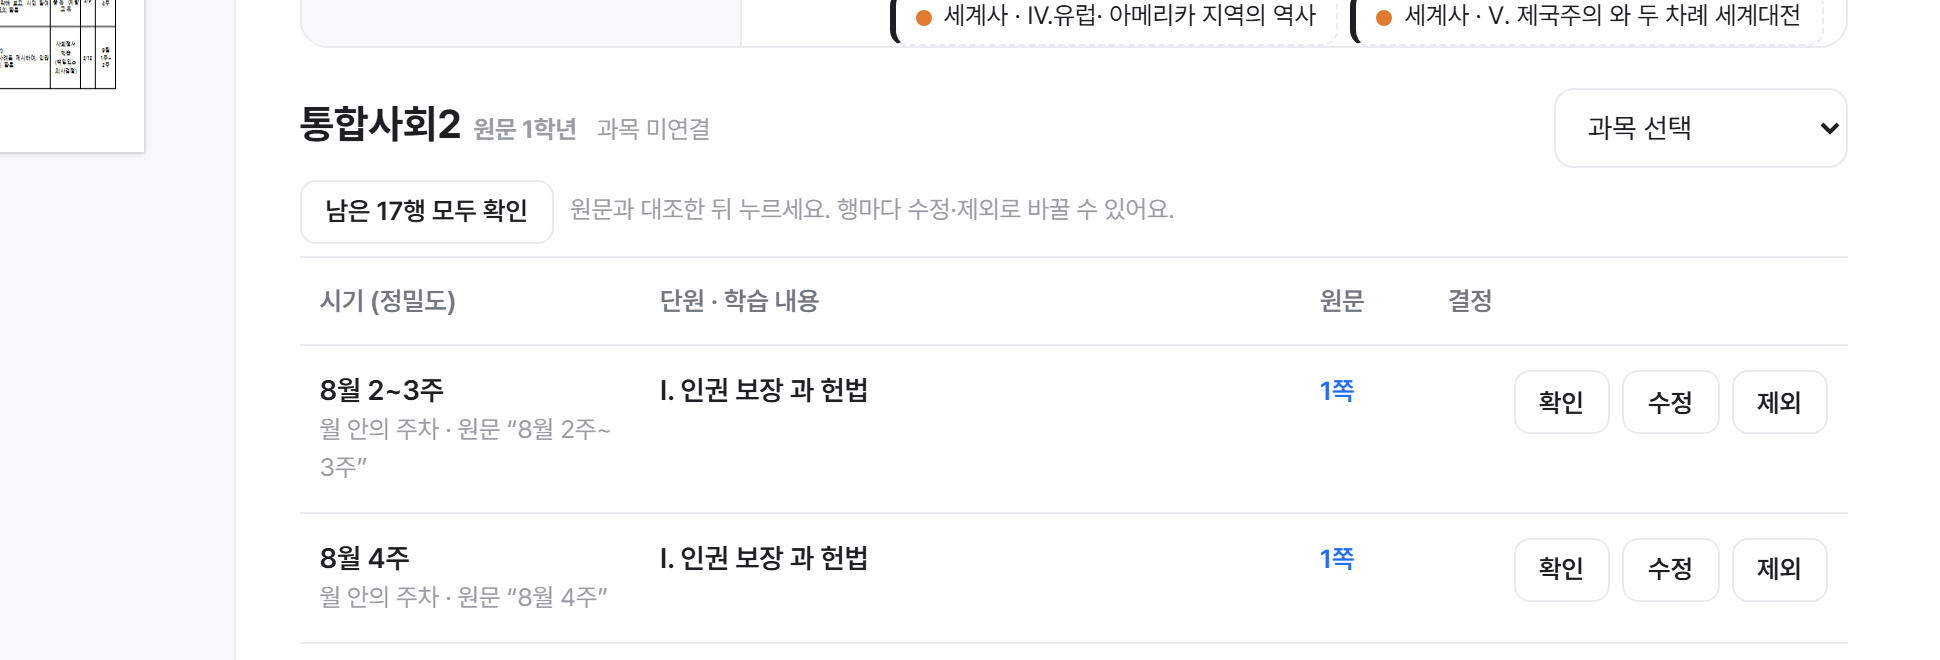 세계사 · IV.유럽· 아메리카 지역의 역사
세계사 · V. 제국주의 와 두 차례 세계대전
통합사회2 원문 1학년 과목 미연결
과목 선택
남은 17행 모두 확인
원문과 대조한 뒤 누르세요. 행마다 수정·제외로 바꿀 수 있어요.
시기 (정밀도) 단원 · 학습 내용 원문 결정
8월 2~3주 I. 인권 보장 과 헌법 1쪽 확인 수정 제외
월 안의 주차 · 원문 “8월 2주~
3주”
8월 4주 I. 인권 보장 과 헌법 1쪽 확인 수정 제외
월 안의 주차 · 원문 “8월 4주”